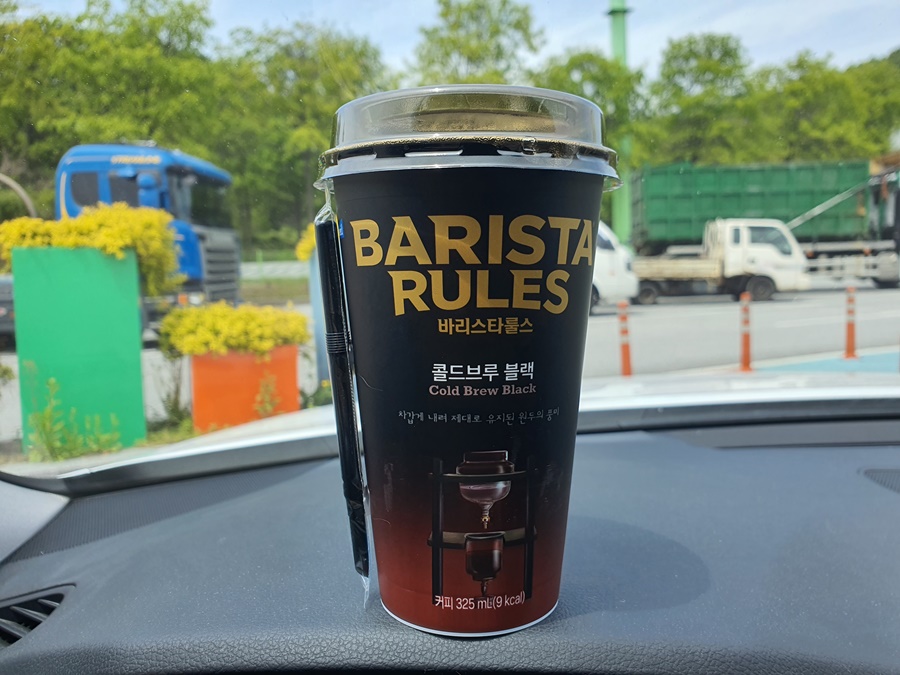 BARISTA
RULES
바리스타룰스
콜드브루 블랙
Cold Brew Black
차갑게 내려 제대로 유지된 원두의 풍미
커피 325 mL(9 kcal)